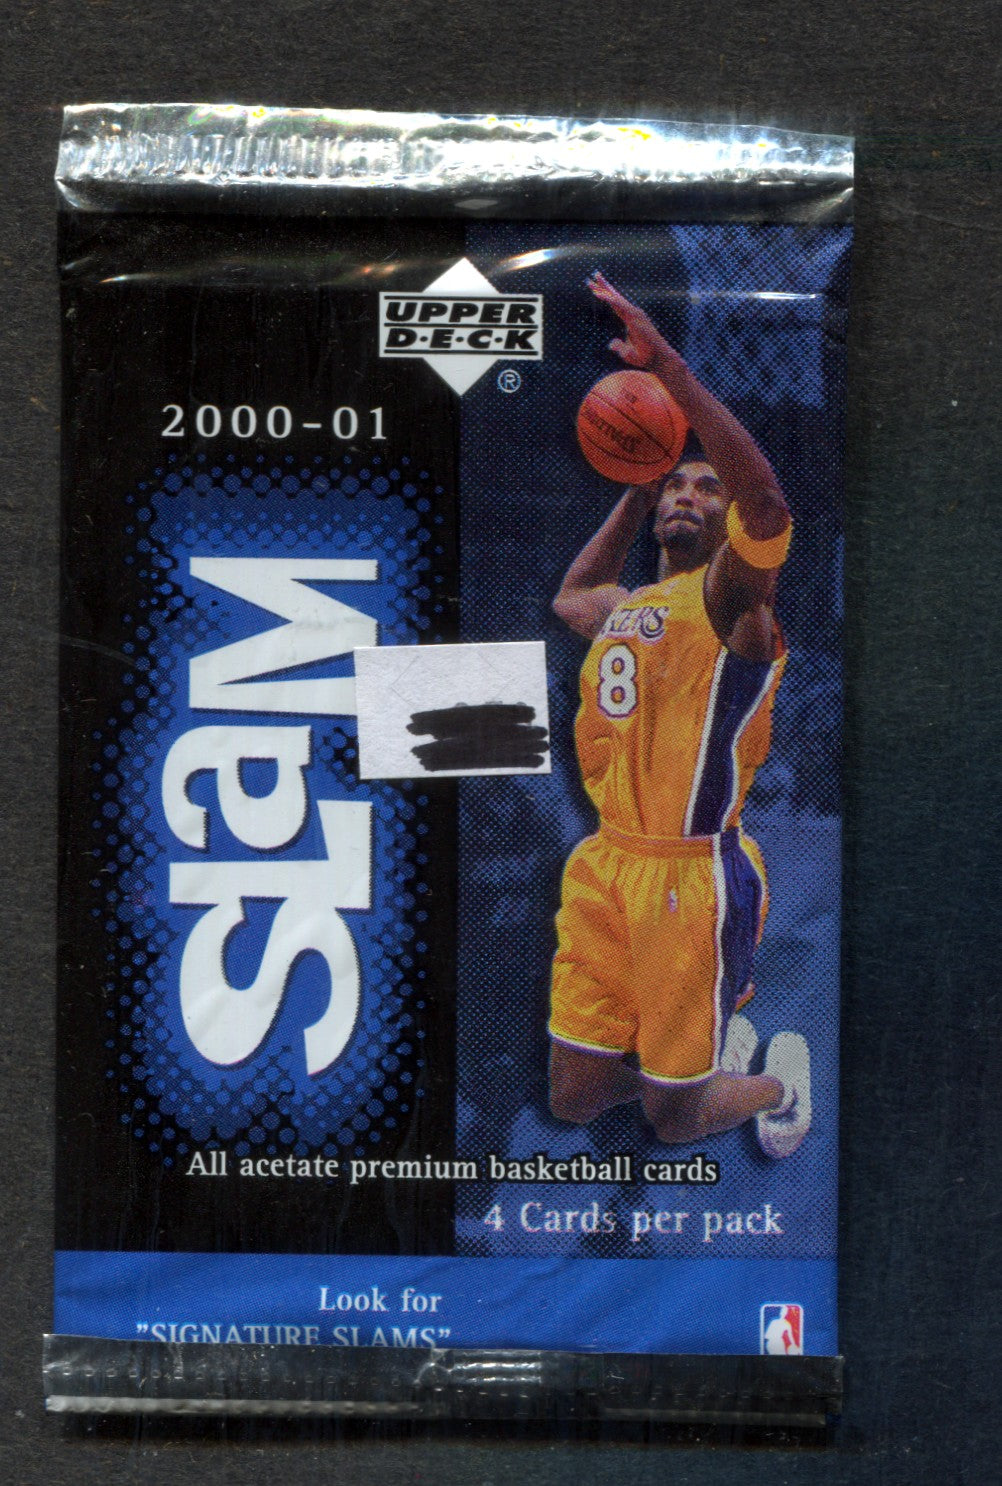 UPPER
D·E·C·K
®
2000-01
SLAM
8
All acetate premium basketball cards
4 Cards per pack
Look for
"SIGNATURE SLAMS"